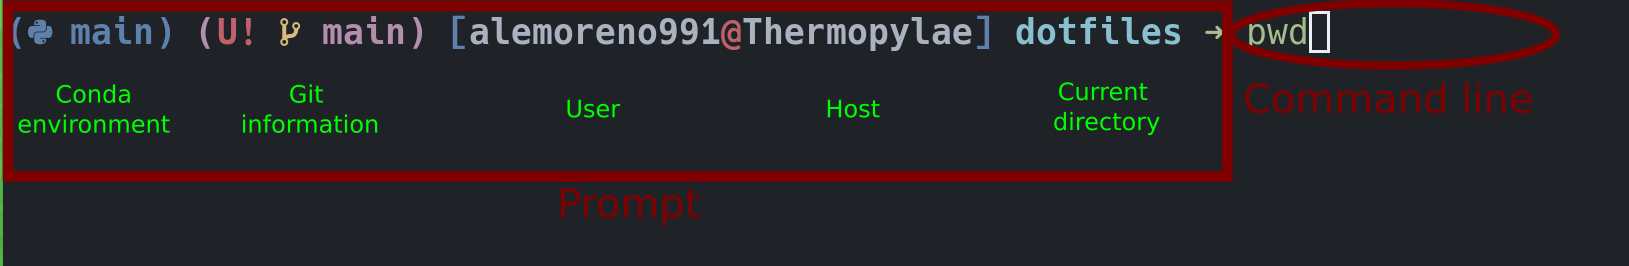 ( main) (U! main) [alemoreno991@Thermopylae] dotfiles → pwd
Conda
environment
Git
information
User
Host
Current
directory
Command line
Prompt